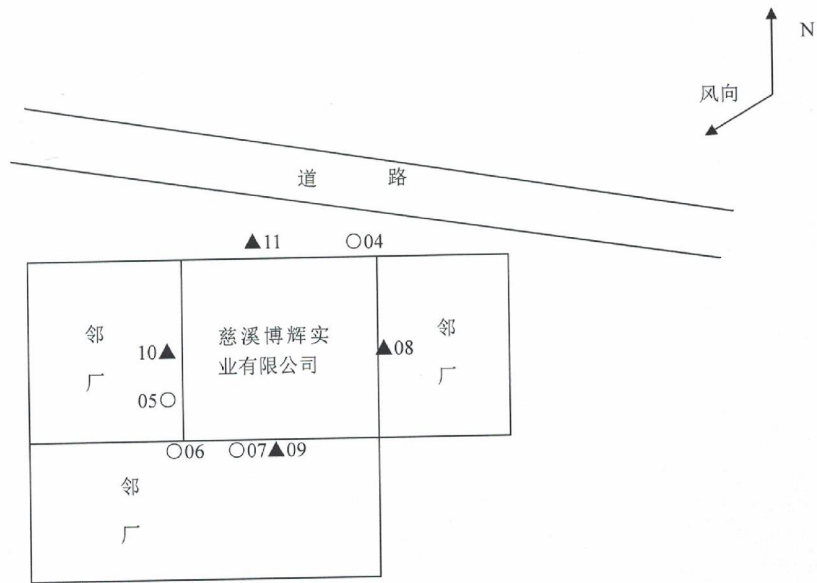 N
风向
道 路
▲11 ○04
邻
厂
慈溪博辉实
业有限公司
邻
厂
10▲
▲08
05○
○06 ○07▲09
邻
厂